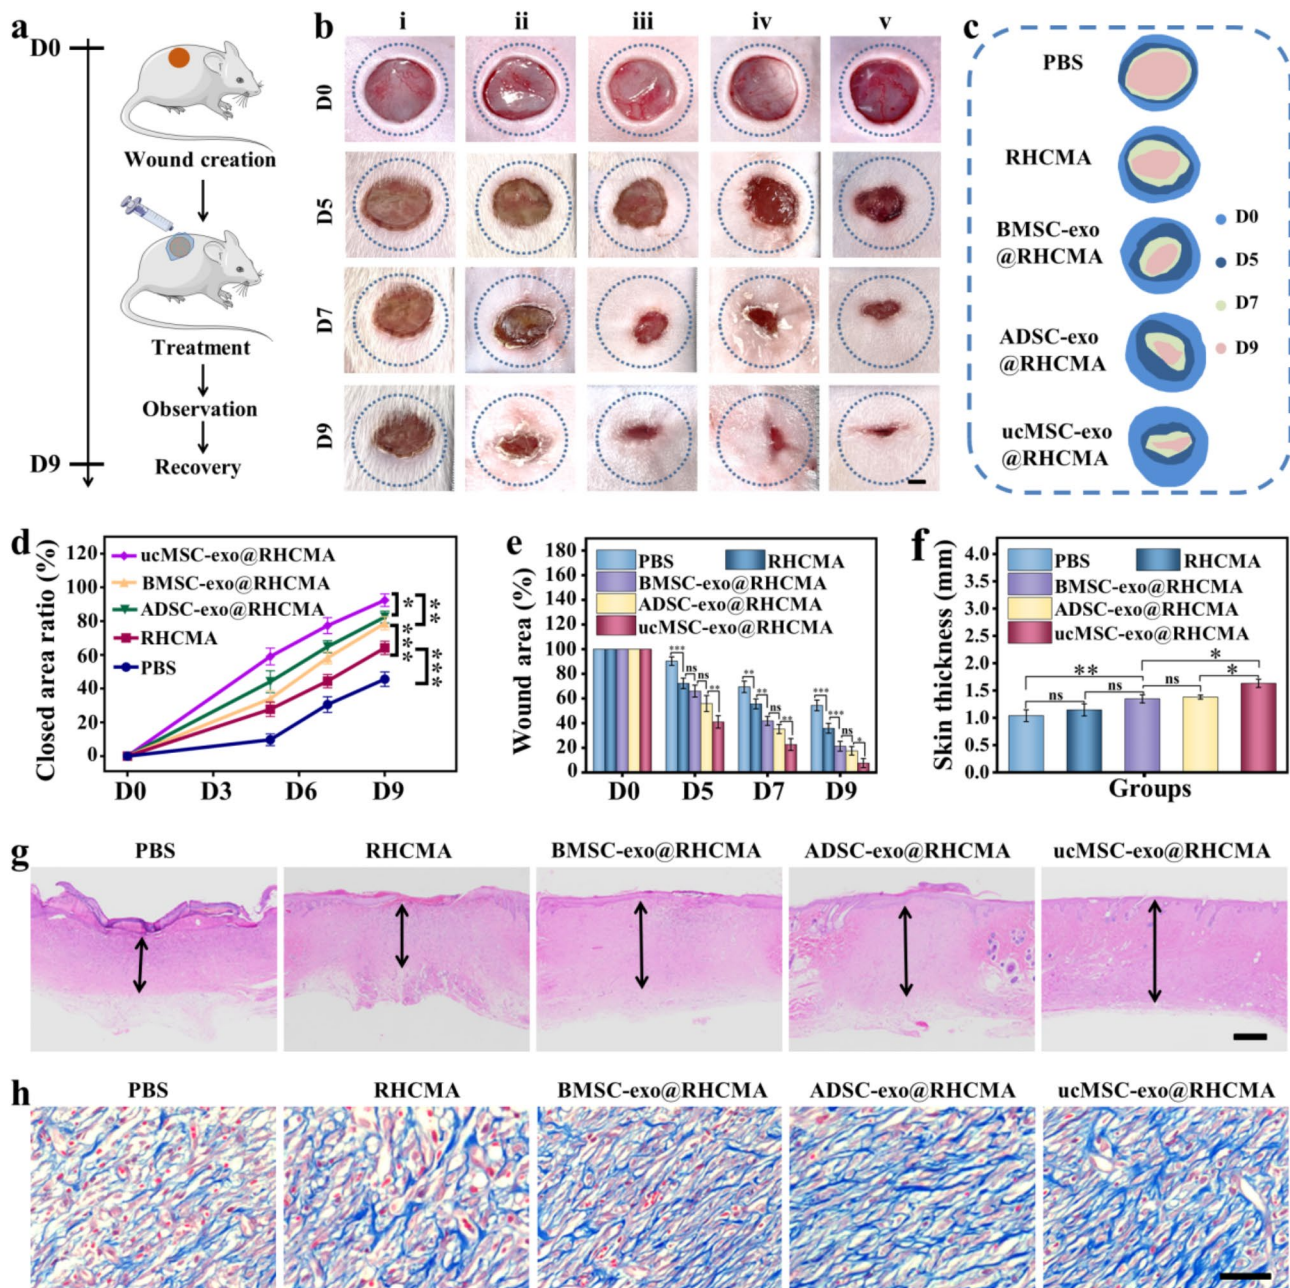 a
D0
Wound creation
Treatment
Observation
Recovery
D9
b
i ii iii iv v
D0
D5
D7
D9
c
PBS
RHCMA
BMSC-exo
@RHCMA
ADSC-exo
@RHCMA
ucMSC-exo
@RHCMA
D0
D5
D7
D9
d
Closed area ratio (%)
120
100
80
60
40
20
0
ucMSC-exo@RHCMA
BMSC-exo@RHCMA
ADSC-exo@RHCMA
RHCMA
PBS
*
**
***
***
D0 D3 D6 D9
e
Wound area (%)
200
180
160
140
120
100
80
60
40
20
0
PBS RHCMA
BMSC-exo@RHCMA
ADSC-exo@RHCMA
ucMSC-exo@RHCMA
*** ns ns **
** ** ns **
*** *** ns *
D0 D5 D7 D9
f
Skin thickness (mm)
4.0
3.5
3.0
2.5
2.0
1.5
1.0
0.5
0.0
PBS RHCMA
BMSC-exo@RHCMA
ADSC-exo@RHCMA
ucMSC-exo@RHCMA
** *
ns ns ns *
Groups
g
PBS RHCMA BMSC-exo@RHCMA ADSC-exo@RHCMA ucMSC-exo@RHCMA
h
PBS RHCMA BMSC-exo@RHCMA ADSC-exo@RHCMA ucMSC-exo@RHCMA